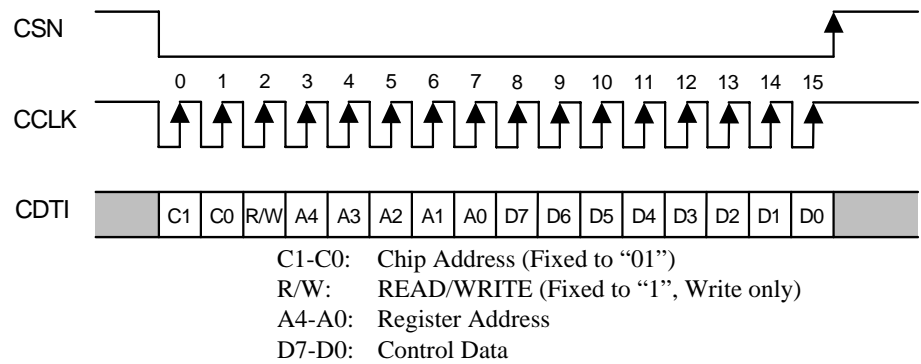 CSN
0 1 2 3 4 5 6 7 8 9 10 11 12 13 14 15
CCLK
CDTI C1 C0 R/W A4 A3 A2 A1 A0 D7 D6 D5 D4 D3 D2 D1 D0
C1-C0: Chip Address (Fixed to “01”)
R/W: READ/WRITE (Fixed to “1”, Write only)
A4-A0: Register Address
D7-D0: Control Data